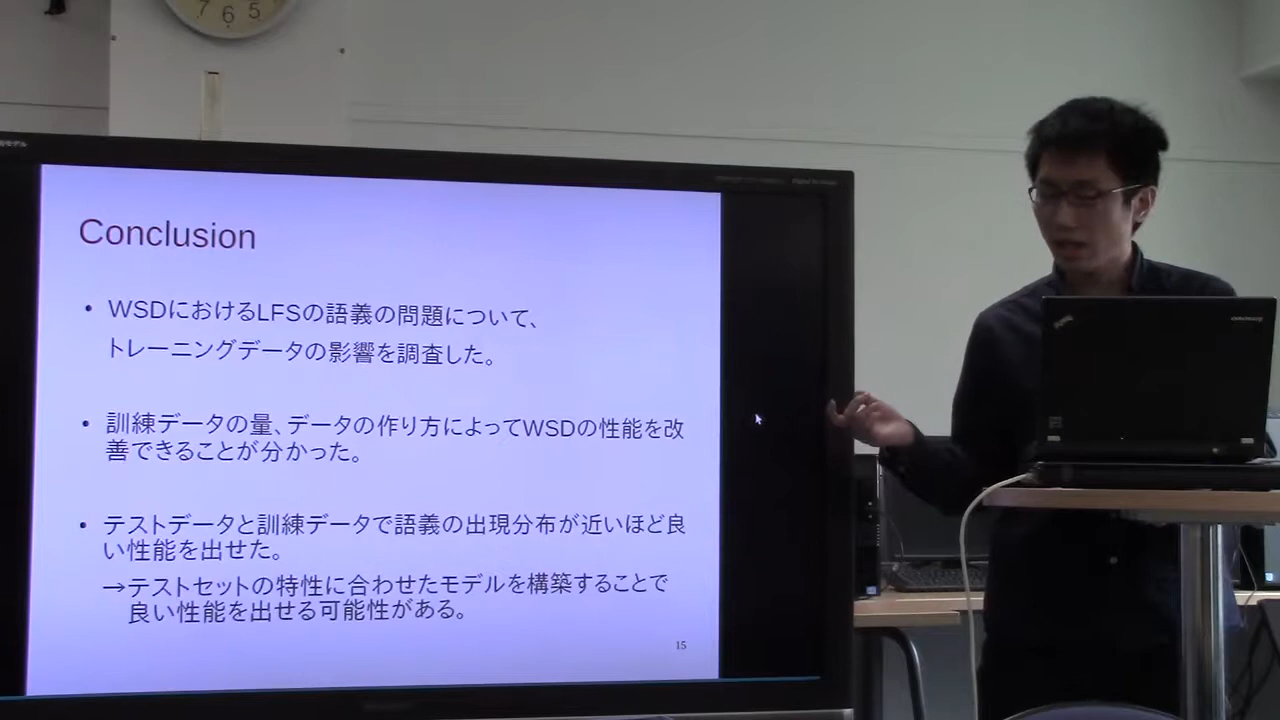 7 6 5
Conclusion
• WSDにおけるLFSの語義の問題について、
トレーニングデータの影響を調査した。
• 訓練データの量、データの作り方によってWSDの性能を改
善できることが分かった。
• テストデータと訓練データで語義の出現分布が近いほど良
い性能を出せた。
→テストセットの特性に合わせたモデルを構築することで
良い性能を出せる可能性がある。
15